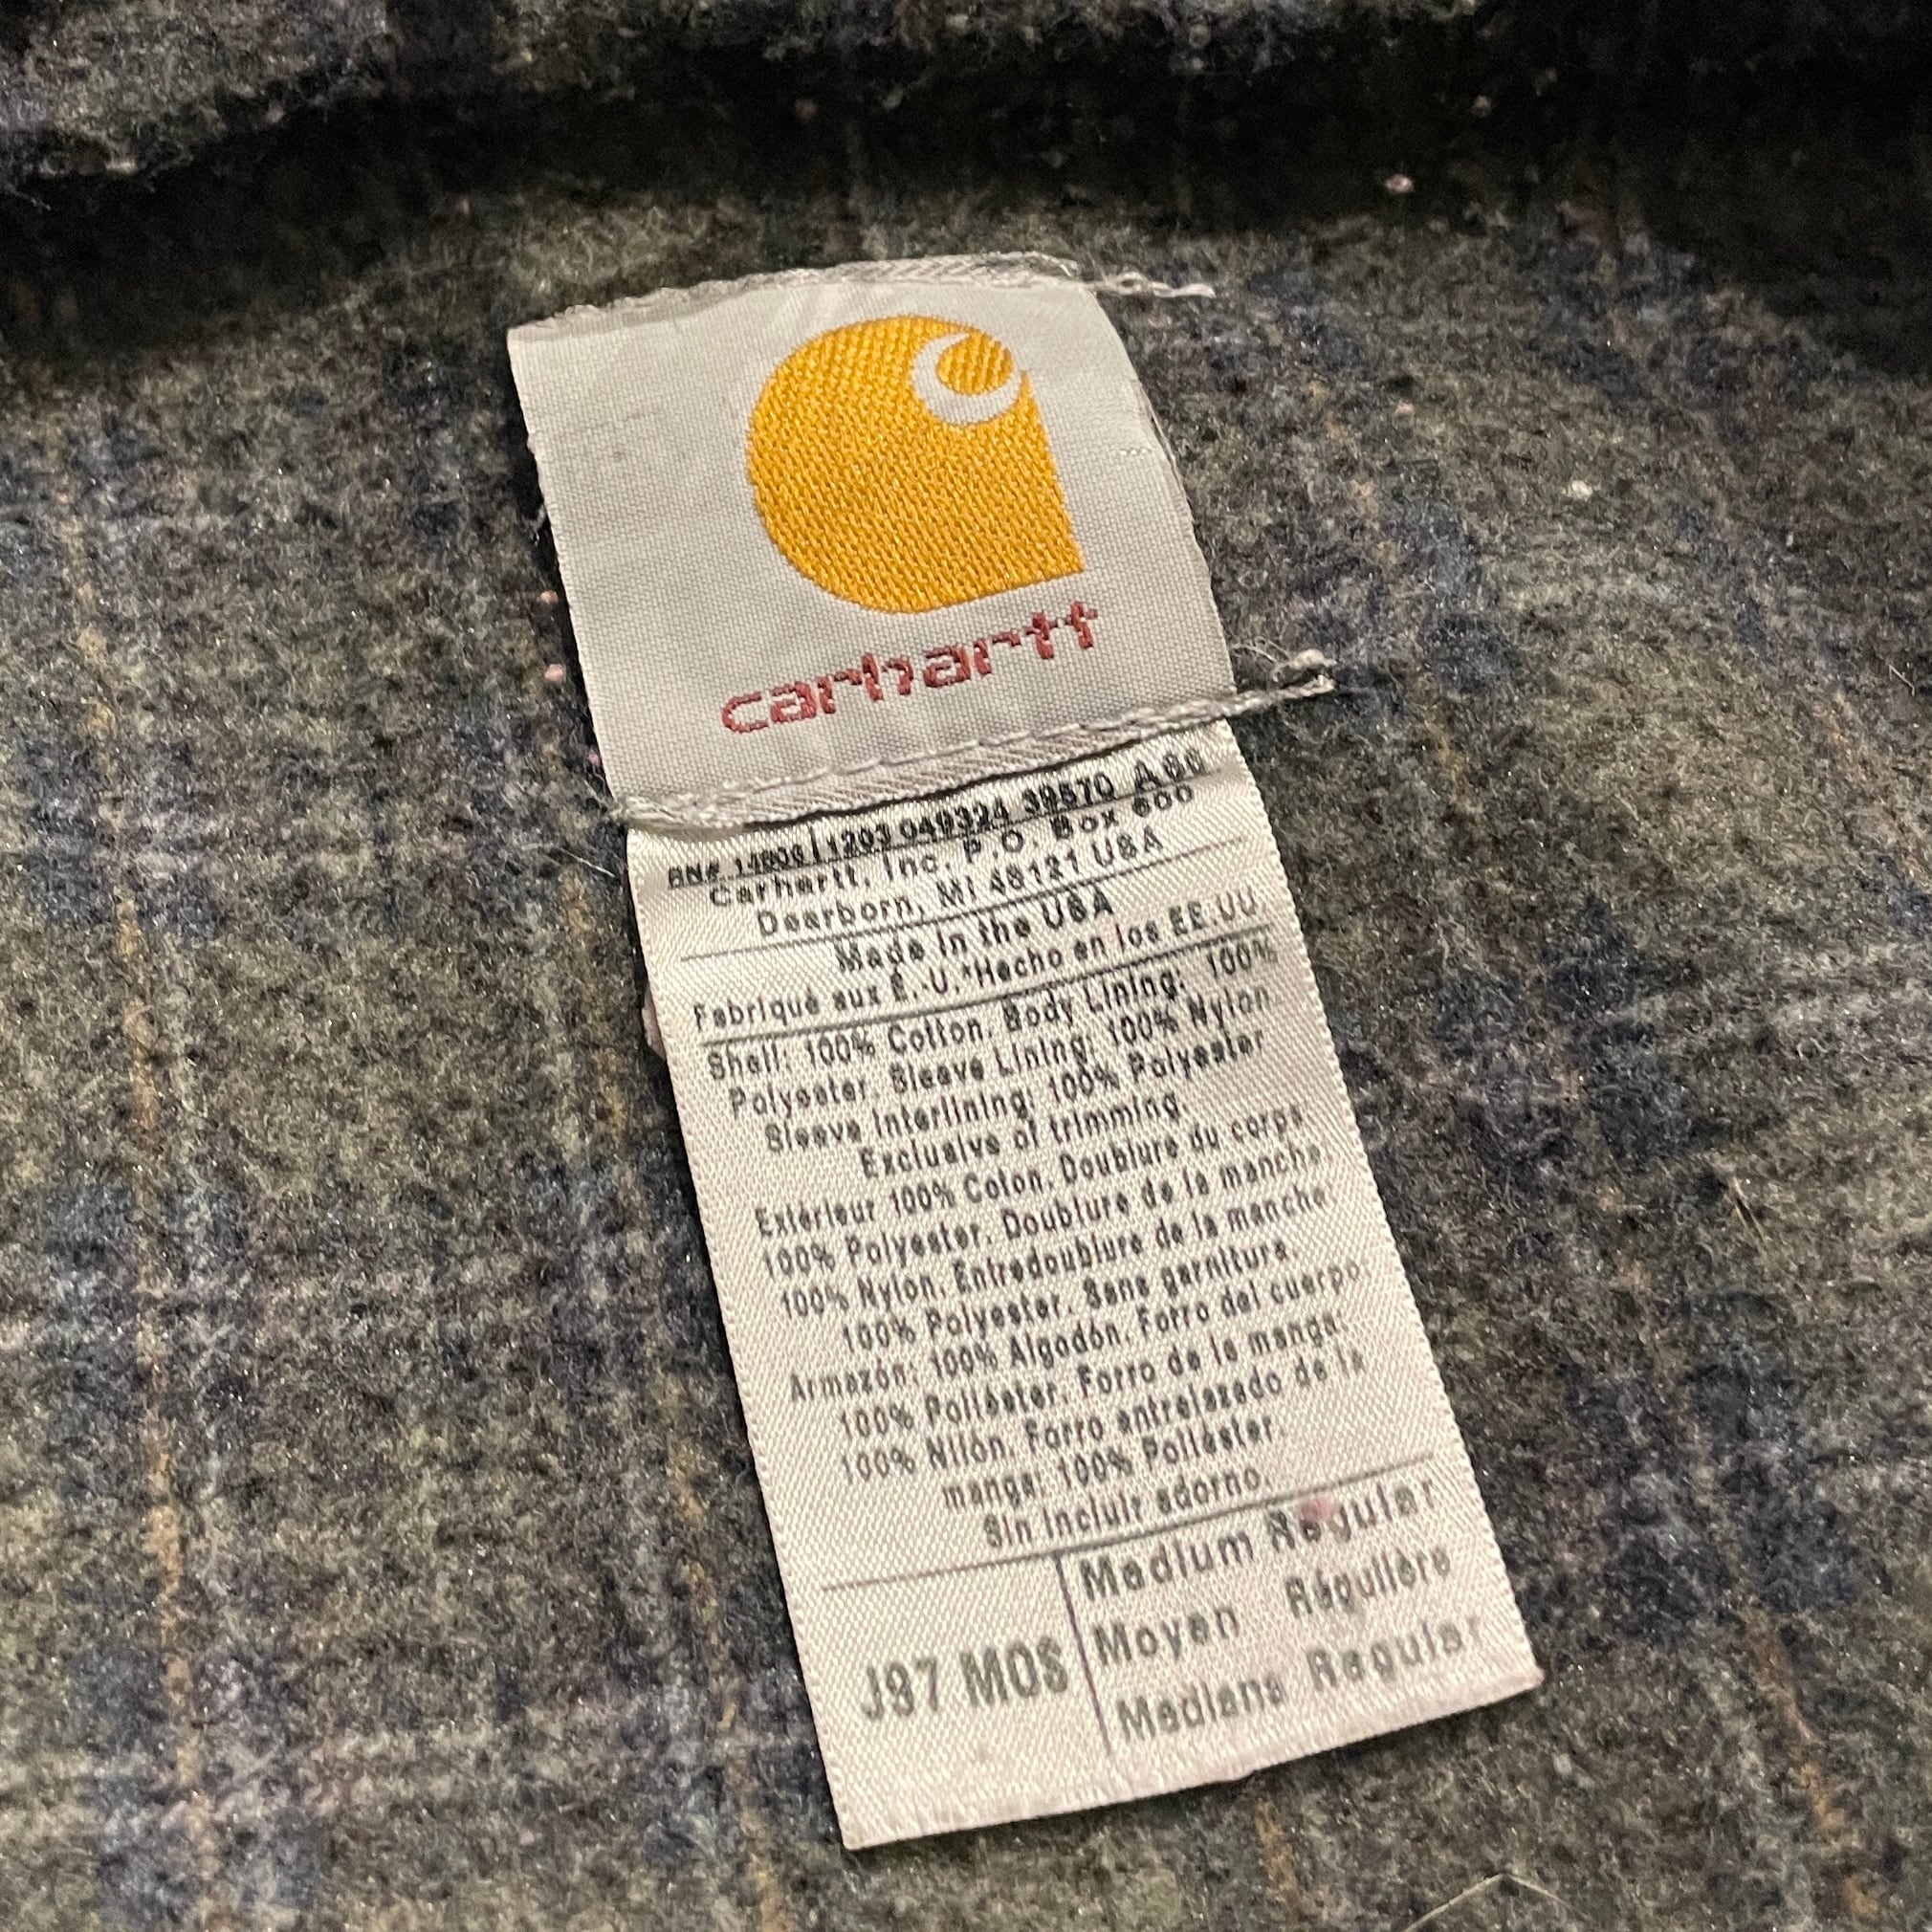 carhartt
RN# 14806 1203 049324 39570 A 06
Carhartt, Inc. P.O. Box 600
Dearborn, MI 48121 USA
Made in the USA
Fabriqué aux É.-U.*Hecho en los EE.UU
Shell: 100% Cotton. Body Lining: 100%
Polyester. Sleeve Lining: 100% Nylon
Sleeve Interlining: 100% Polyester
Exclusive of trimming.
Extérieur 100% Coton. Doublure du corps:
100% Polyester. Doublure de la manche
100% Nylon. Entredoublure de la manche
100% Polyester. Sans garniture.
Armazón: 100% Algodón. Forro del cuerpo:
100% Poliéster. Forro de la manga:
100% Nilón. Forro entrelazado de la
manga: 100% Poliéster
Sin incluir adorno.
J97 MOS
Medium Regular
Moyen Régulière
Mediana Regular